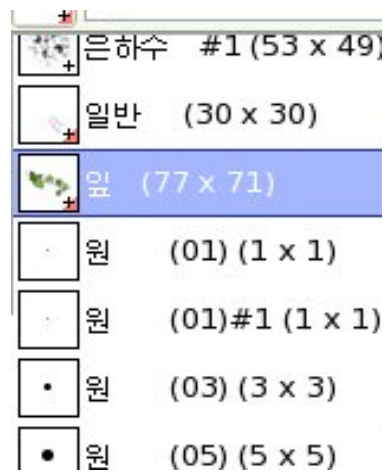 은하수 #1 (53 x 49)
일반 (30 x 30)
잎 (77 x 71)
원 (01) (1 x 1)
원 (01)#1 (1 x 1)
원 (03) (3 x 3)
원 (05) (5 x 5)